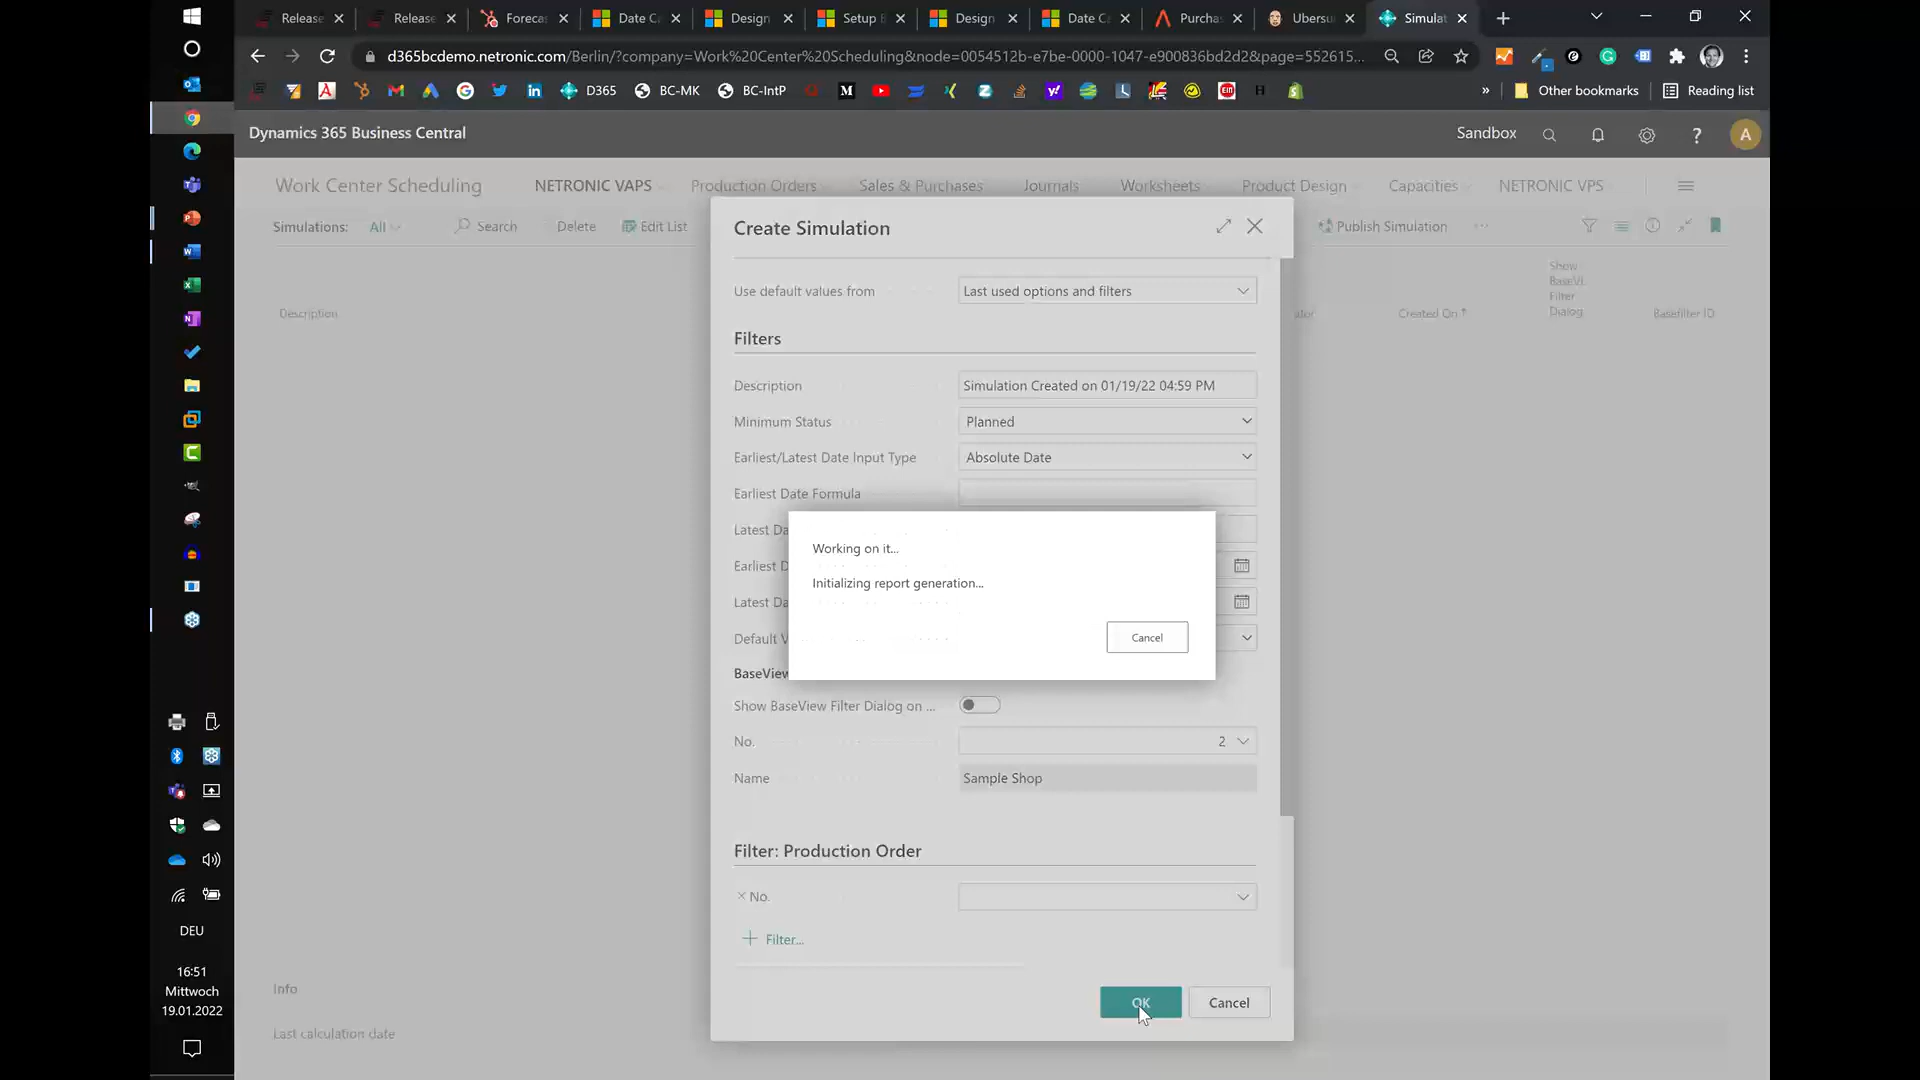 Release
Release
Forecas
Date Ca
Design
Setup B
Design
Date Ca
Purchas
Ubersu
Simulat
d365bcdemo.netronic.com/Berlin/?company=Work%20Center%20Scheduling&node=0054512b-e7be-0000-1047-e900836bd2d2&page=552615...
D365
BC-MK
BC-IntP
»
Other bookmarks
Reading list
Dynamics 365 Business Central
Sandbox
?
A
Work Center Scheduling
NETRONIC VAPS
Production Orders
Sales & Purchases
Journals
Worksheets
Product Design
Capacities
NETRONIC VPS
Simulations:
All
Search
Delete
Edit List
Publish Simulation
Description
ator
Created On ↑
Show
BaseVi...
Filter
Dialog
Basefilter ID
Create Simulation
Use default values from
Last used options and filters
Filters
Description
Simulation Created on 01/19/22 04:59 PM
Minimum Status
Planned
Earliest/Latest Date Input Type
Absolute Date
Earliest Date Formula
Latest Da
Earliest D
Latest Da
Default V
Working on it...
Initializing report generation...
Cancel
BaseView
Show BaseView Filter Dialog on ...
No.
2
Name
Sample Shop
Filter: Production Order
× No.
+ Filter...
OK
Cancel
Info
Last calculation date
DEU
16:51
Mittwoch
19.01.2022